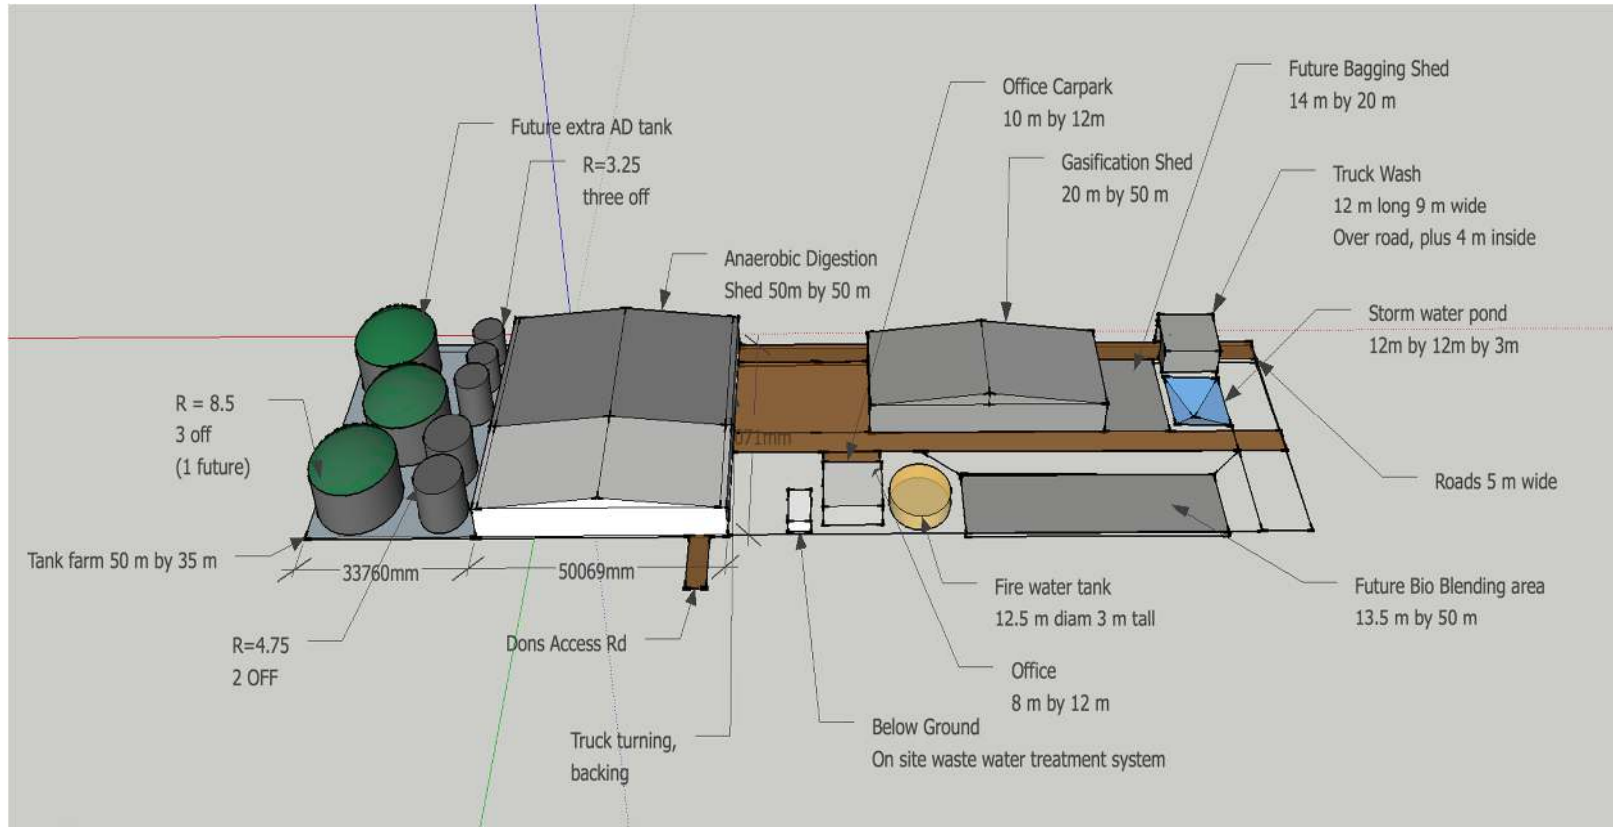 Future Bagging Shed
14 m by 20 m
Office Carpark
10 m by 12m
Future extra AD tank
R=3.25
three off
Gasification Shed
20 m by 50 m
Truck Wash
12 m long 9 m wide
Over road, plus 4 m inside
Anaerobic Digestion
Shed 50m by 50 m
Storm water pond
12m by 12m by 3m
R = 8.5
3 off
(1 future)
071mm
Roads 5 m wide
Tank farm 50 m by 35 m
33760mm
50069mm
Fire water tank
12.5 m diam 3 m tall
Future Bio Blending area
13.5 m by 50 m
R=4.75
2 OFF
Dons Access Rd
Office
8 m by 12 m
Truck turning,
backing
Below Ground
On site waste water treatment system